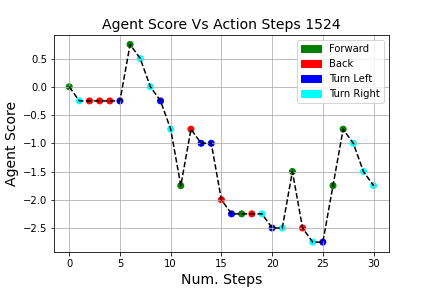 Agent Score Vs Action Steps 1524
Forward
Back
Turn Left
Turn Right
Agent Score
0.5
0.0
−0.5
−1.0
−1.5
−2.0
−2.5
0 5 10 15 20 25 30
Num. Steps